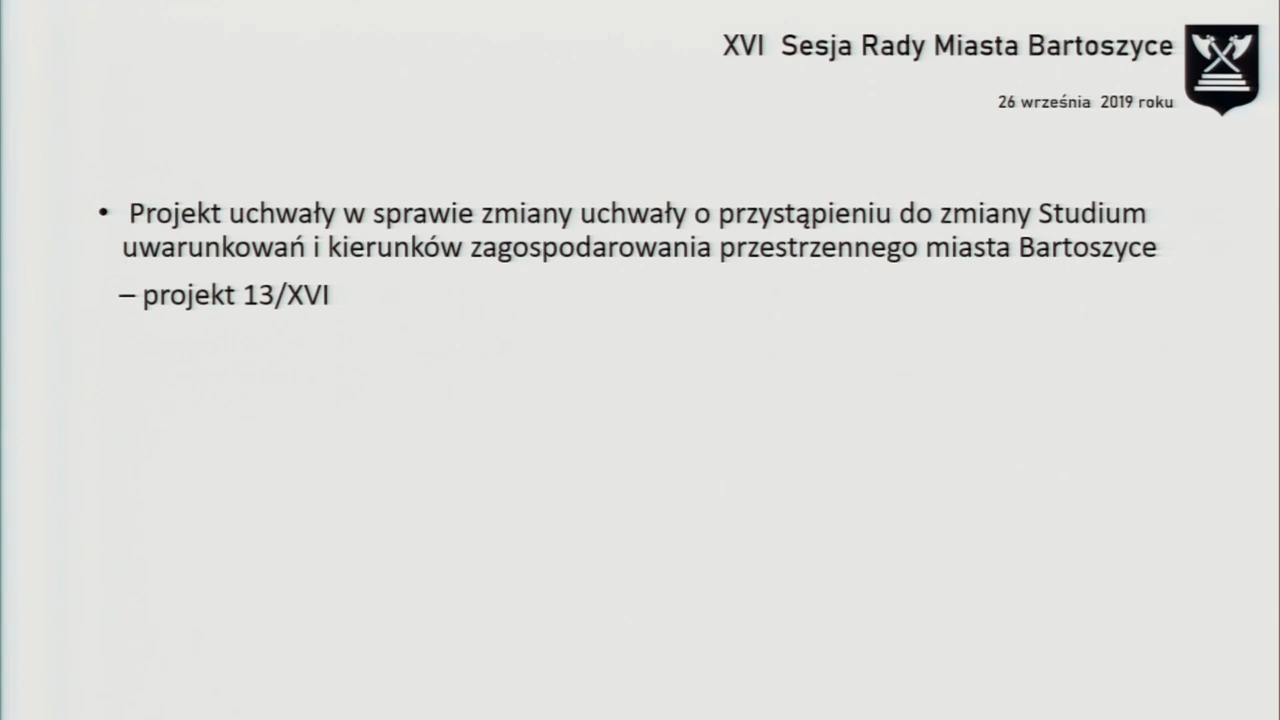 XVI Sesja Rady Miasta Bartoszyce
26 września 2019 roku
• Projekt uchwały w sprawie zmiany uchwały o przystąpieniu do zmiany Studium
uwarunkowań i kierunków zagospodarowania przestrzennego miasta Bartoszyce
– projekt 13/XVI